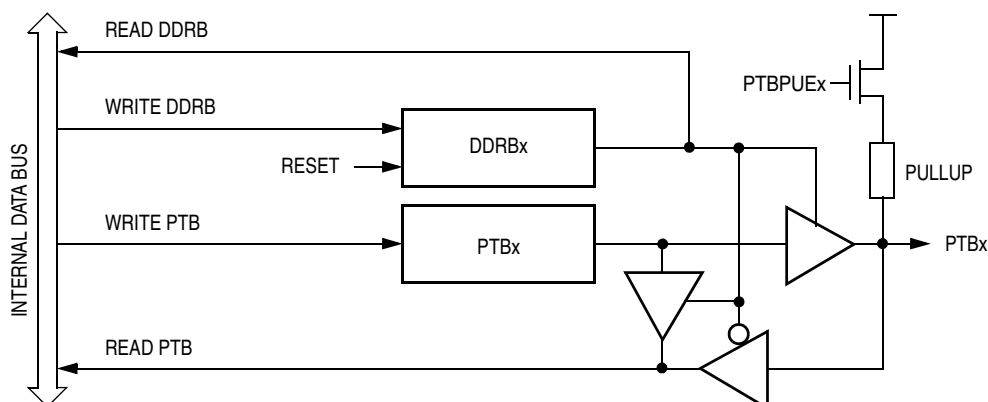 READ DDRB
PTBPUEx
WRITE DDRB
DDRBx
RESET
PULLUP
INTERNAL DATA BUS
WRITE PTB
PTBx
PTBx
READ PTB